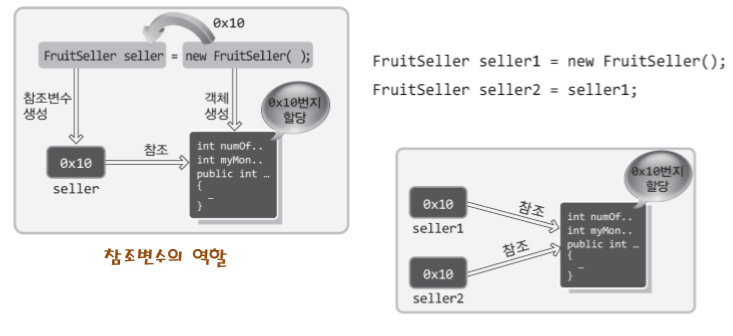 0x10
FruitSeller seller = new FruitSeller( );
참조변수
생성
객체
생성
0x10번지
할당
0x10
참조
seller
int numOf..
int myMon..
public int …
{
…
}
참조변수의 역할
FruitSeller seller1 = new FruitSeller();
FruitSeller seller2 = seller1;
0x10번지
할당
0x10
참조
seller1
int numOf..
int myMon..
public int …
{
…
}
참조
0x10
seller2